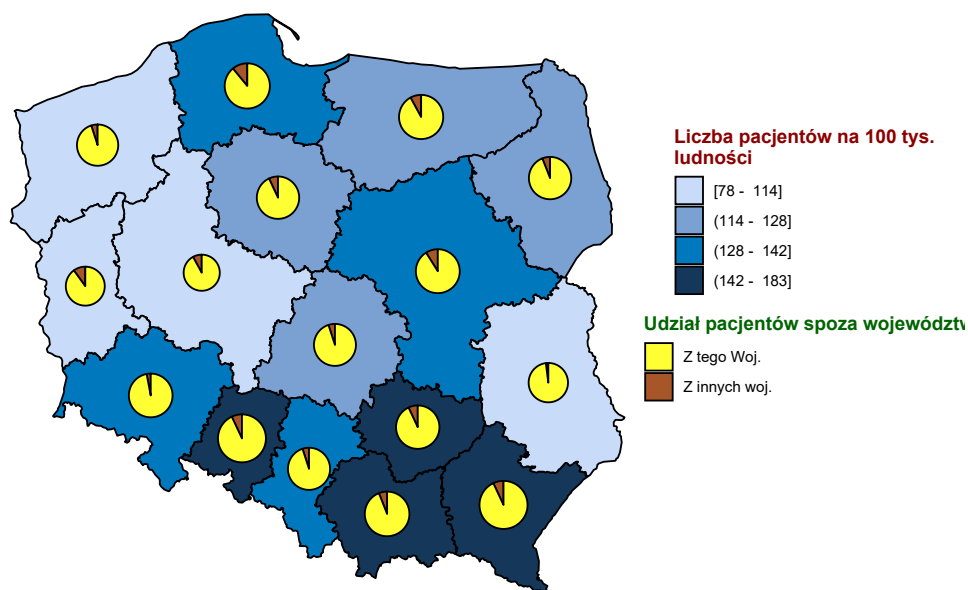 Liczba pacjentów na 100 tys.
ludności
[78 - 114]
(114 - 128]
(128 - 142]
(142 - 183]
Udział pacjentów spoza województw
Z tego Woj.
Z innych woj.